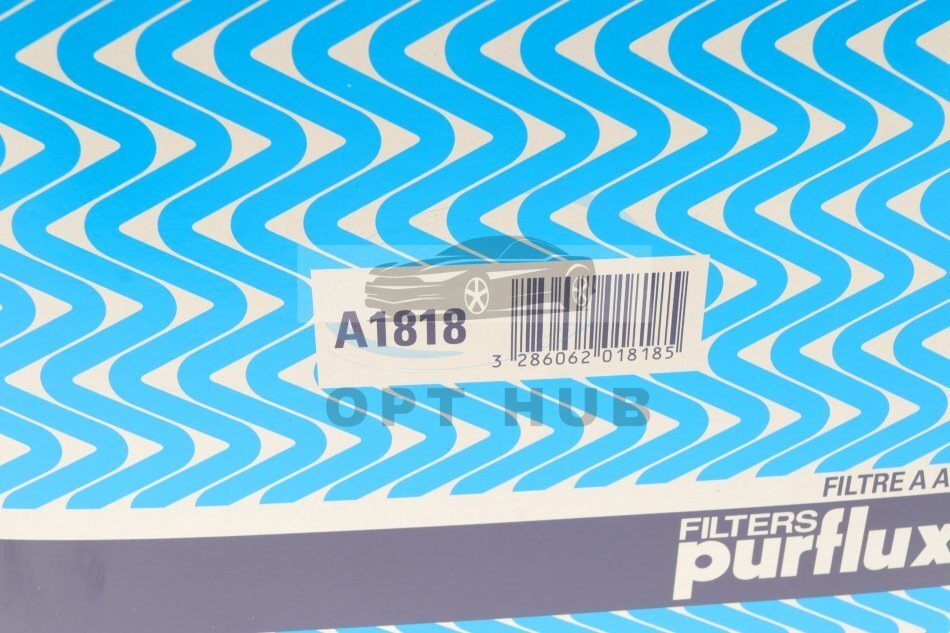 A1818
3 286062 018185
OPT HUB
FILTRE A A
FILTERS
purflux